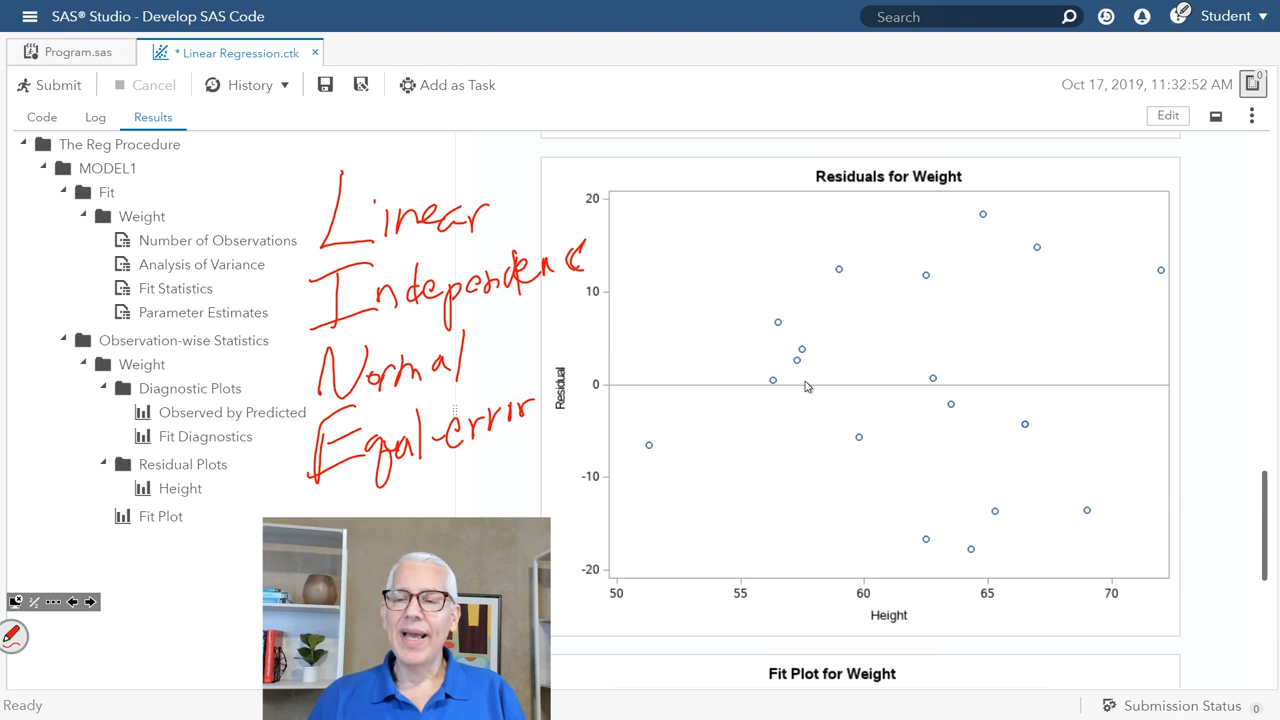 SAS® Studio - Develop SAS Code
Search
Student
Program.sas
* Linear Regression.ctk
Submit
Cancel
History
Add as Task
Oct 17, 2019, 11:32:52 AM
0
Code
Log
Results
Edit
The Reg Procedure
MODEL1
Fit
Weight
Number of Observations
Analysis of Variance
Fit Statistics
Parameter Estimates
Observation-wise Statistics
Weight
Diagnostic Plots
Observed by Predicted
Fit Diagnostics
Residual Plots
Height
Fit Plot
Linear
Independenc
Normal
Equal-error
Residuals for Weight
20
10
0
-10
-20
Residual
50
55
60
65
70
Height
Fit Plot for Weight
Ready
Submission Status
0